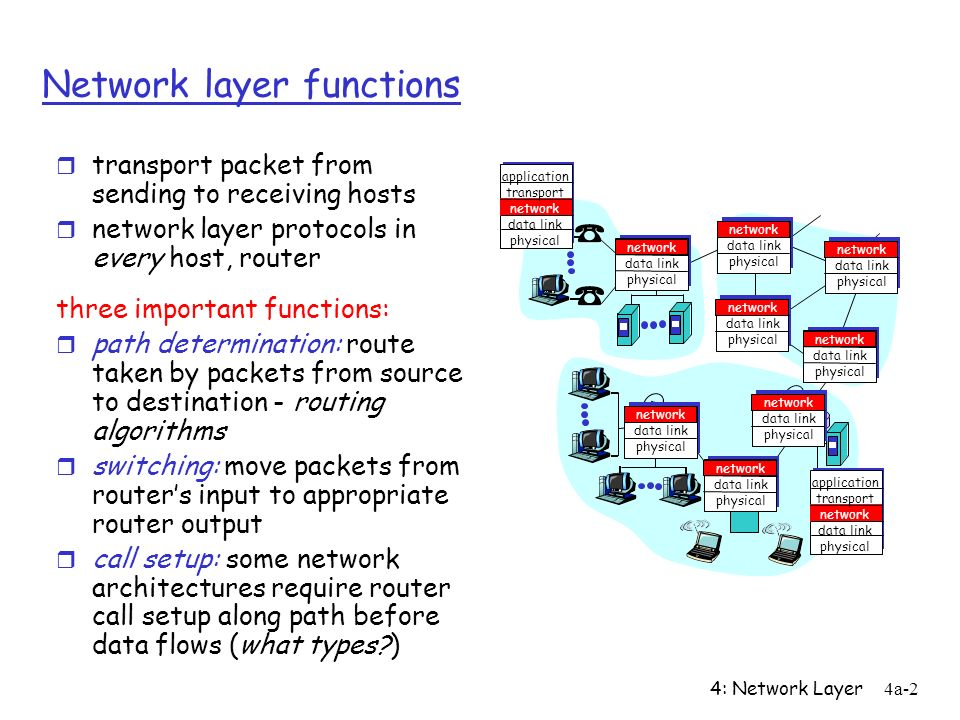 Network layer functions
transport packet from
sending to receiving hosts
network layer protocols in
every host, router
three important functions:
path determination: route
taken by packets from source
to destination - routing
algorithms
switching: move packets from
router’s input to appropriate
router output
call setup: some network
architectures require router
call setup along path before
data flows (what types?)
application
transport
network
data link
physical
network
data link
physical
network
data link
physical
network
data link
physical
network
data link
physical
network
data link
physical
network
data link
physical
network
data link
physical
network
data link
physical
application
transport
network
data link
physical
4: Network Layer 4a-2